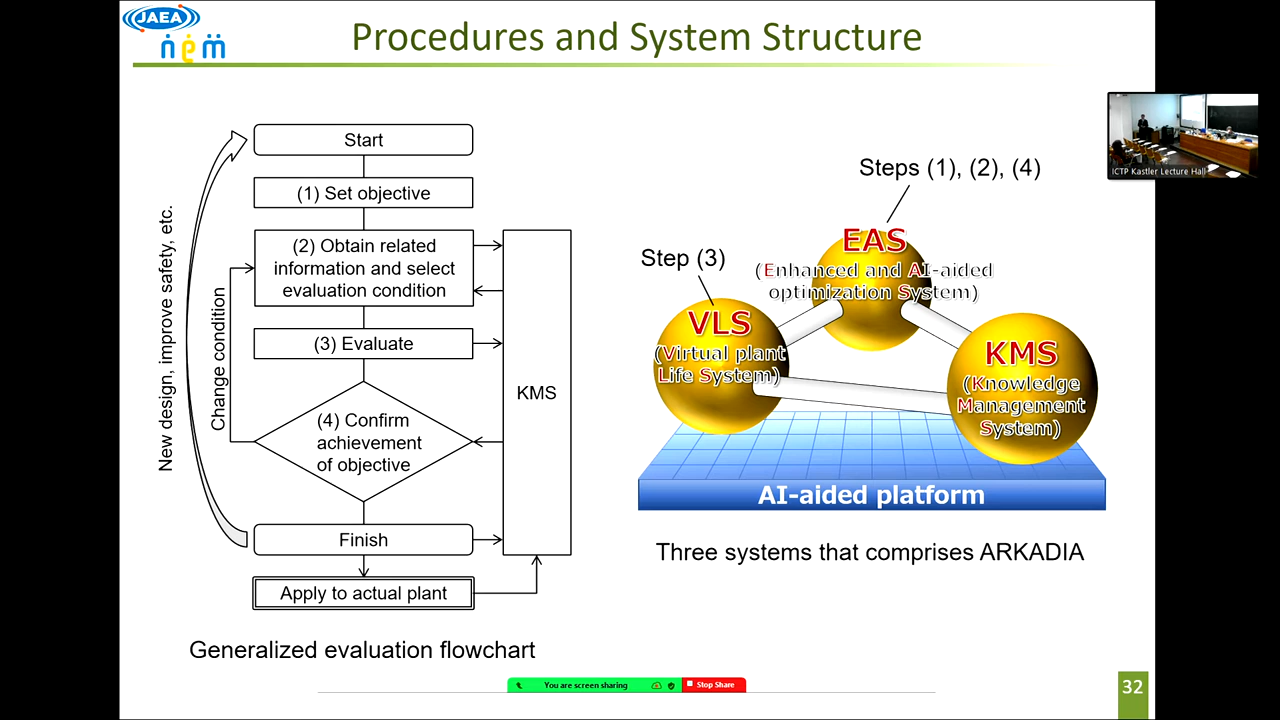 JAEA
nëm
Procedures and System Structure
ICTP Kastler Lecture Hall
Start
(1) Set objective
(2) Obtain related
information and select
evaluation condition
(3) Evaluate
(4) Confirm
achievement
of objective
Finish
Apply to actual plant
KMS
Change condition
New design, improve safety, etc.
Generalized evaluation flowchart
Steps (1), (2), (4)
EAS
(Enhanced and AI-aided
optimization System)
Step (3)
VLS
(Virtual plant
Life System)
KMS
(Knowledge
Management
System)
AI-aided platform
Three systems that comprises ARKADIA
You are screen sharing
Stop Share
32